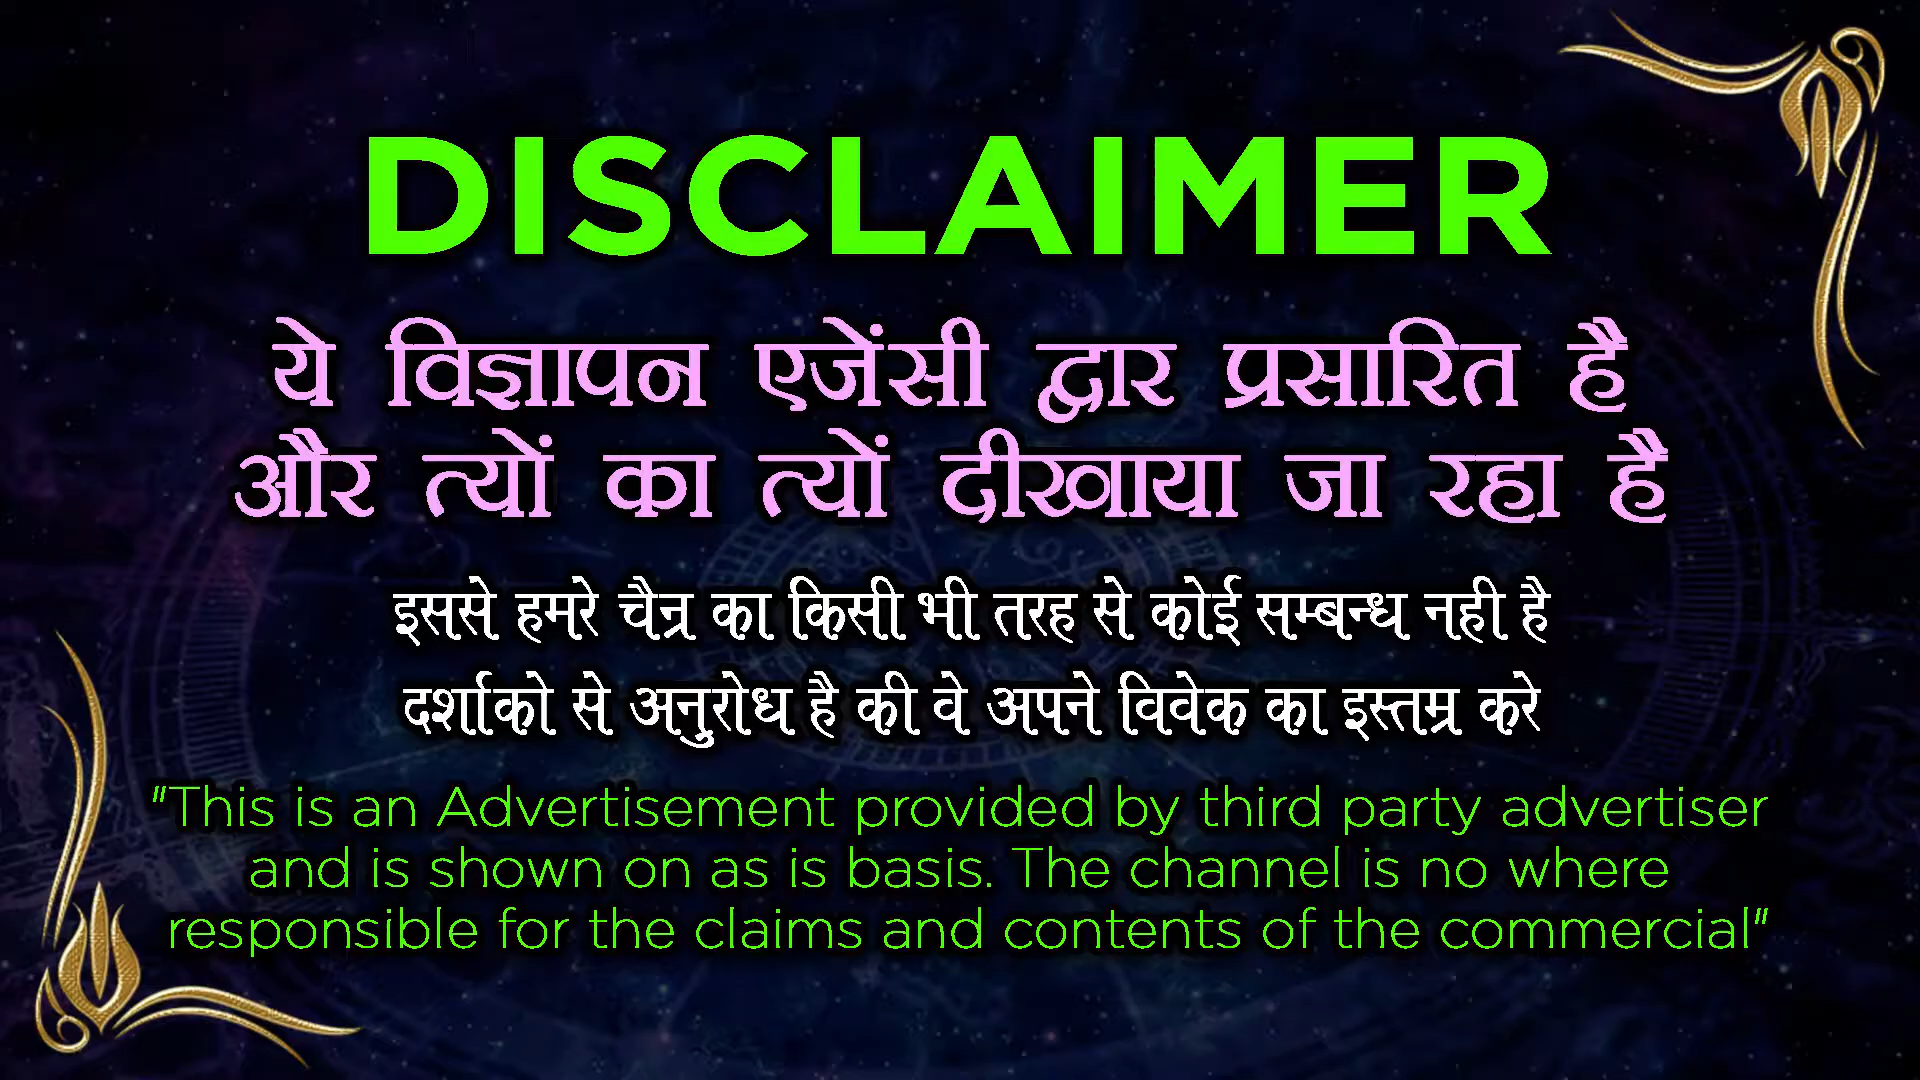 DISCLAIMER
ये विज्ञापन एजेंसी द्वार प्रसारित है
और त्यों का त्यों दीखाया जा रहा है
इससे हमरे चैन्र का किसी भी तरह से कोई सम्बन्ध नही है
दर्शाको से अनुरोध है की वे अपने विवेक का इस्तम्र करे
"This is an Advertisement provided by third party advertiser
and is shown on as is basis. The channel is no where
responsible for the claims and contents of the commercial"